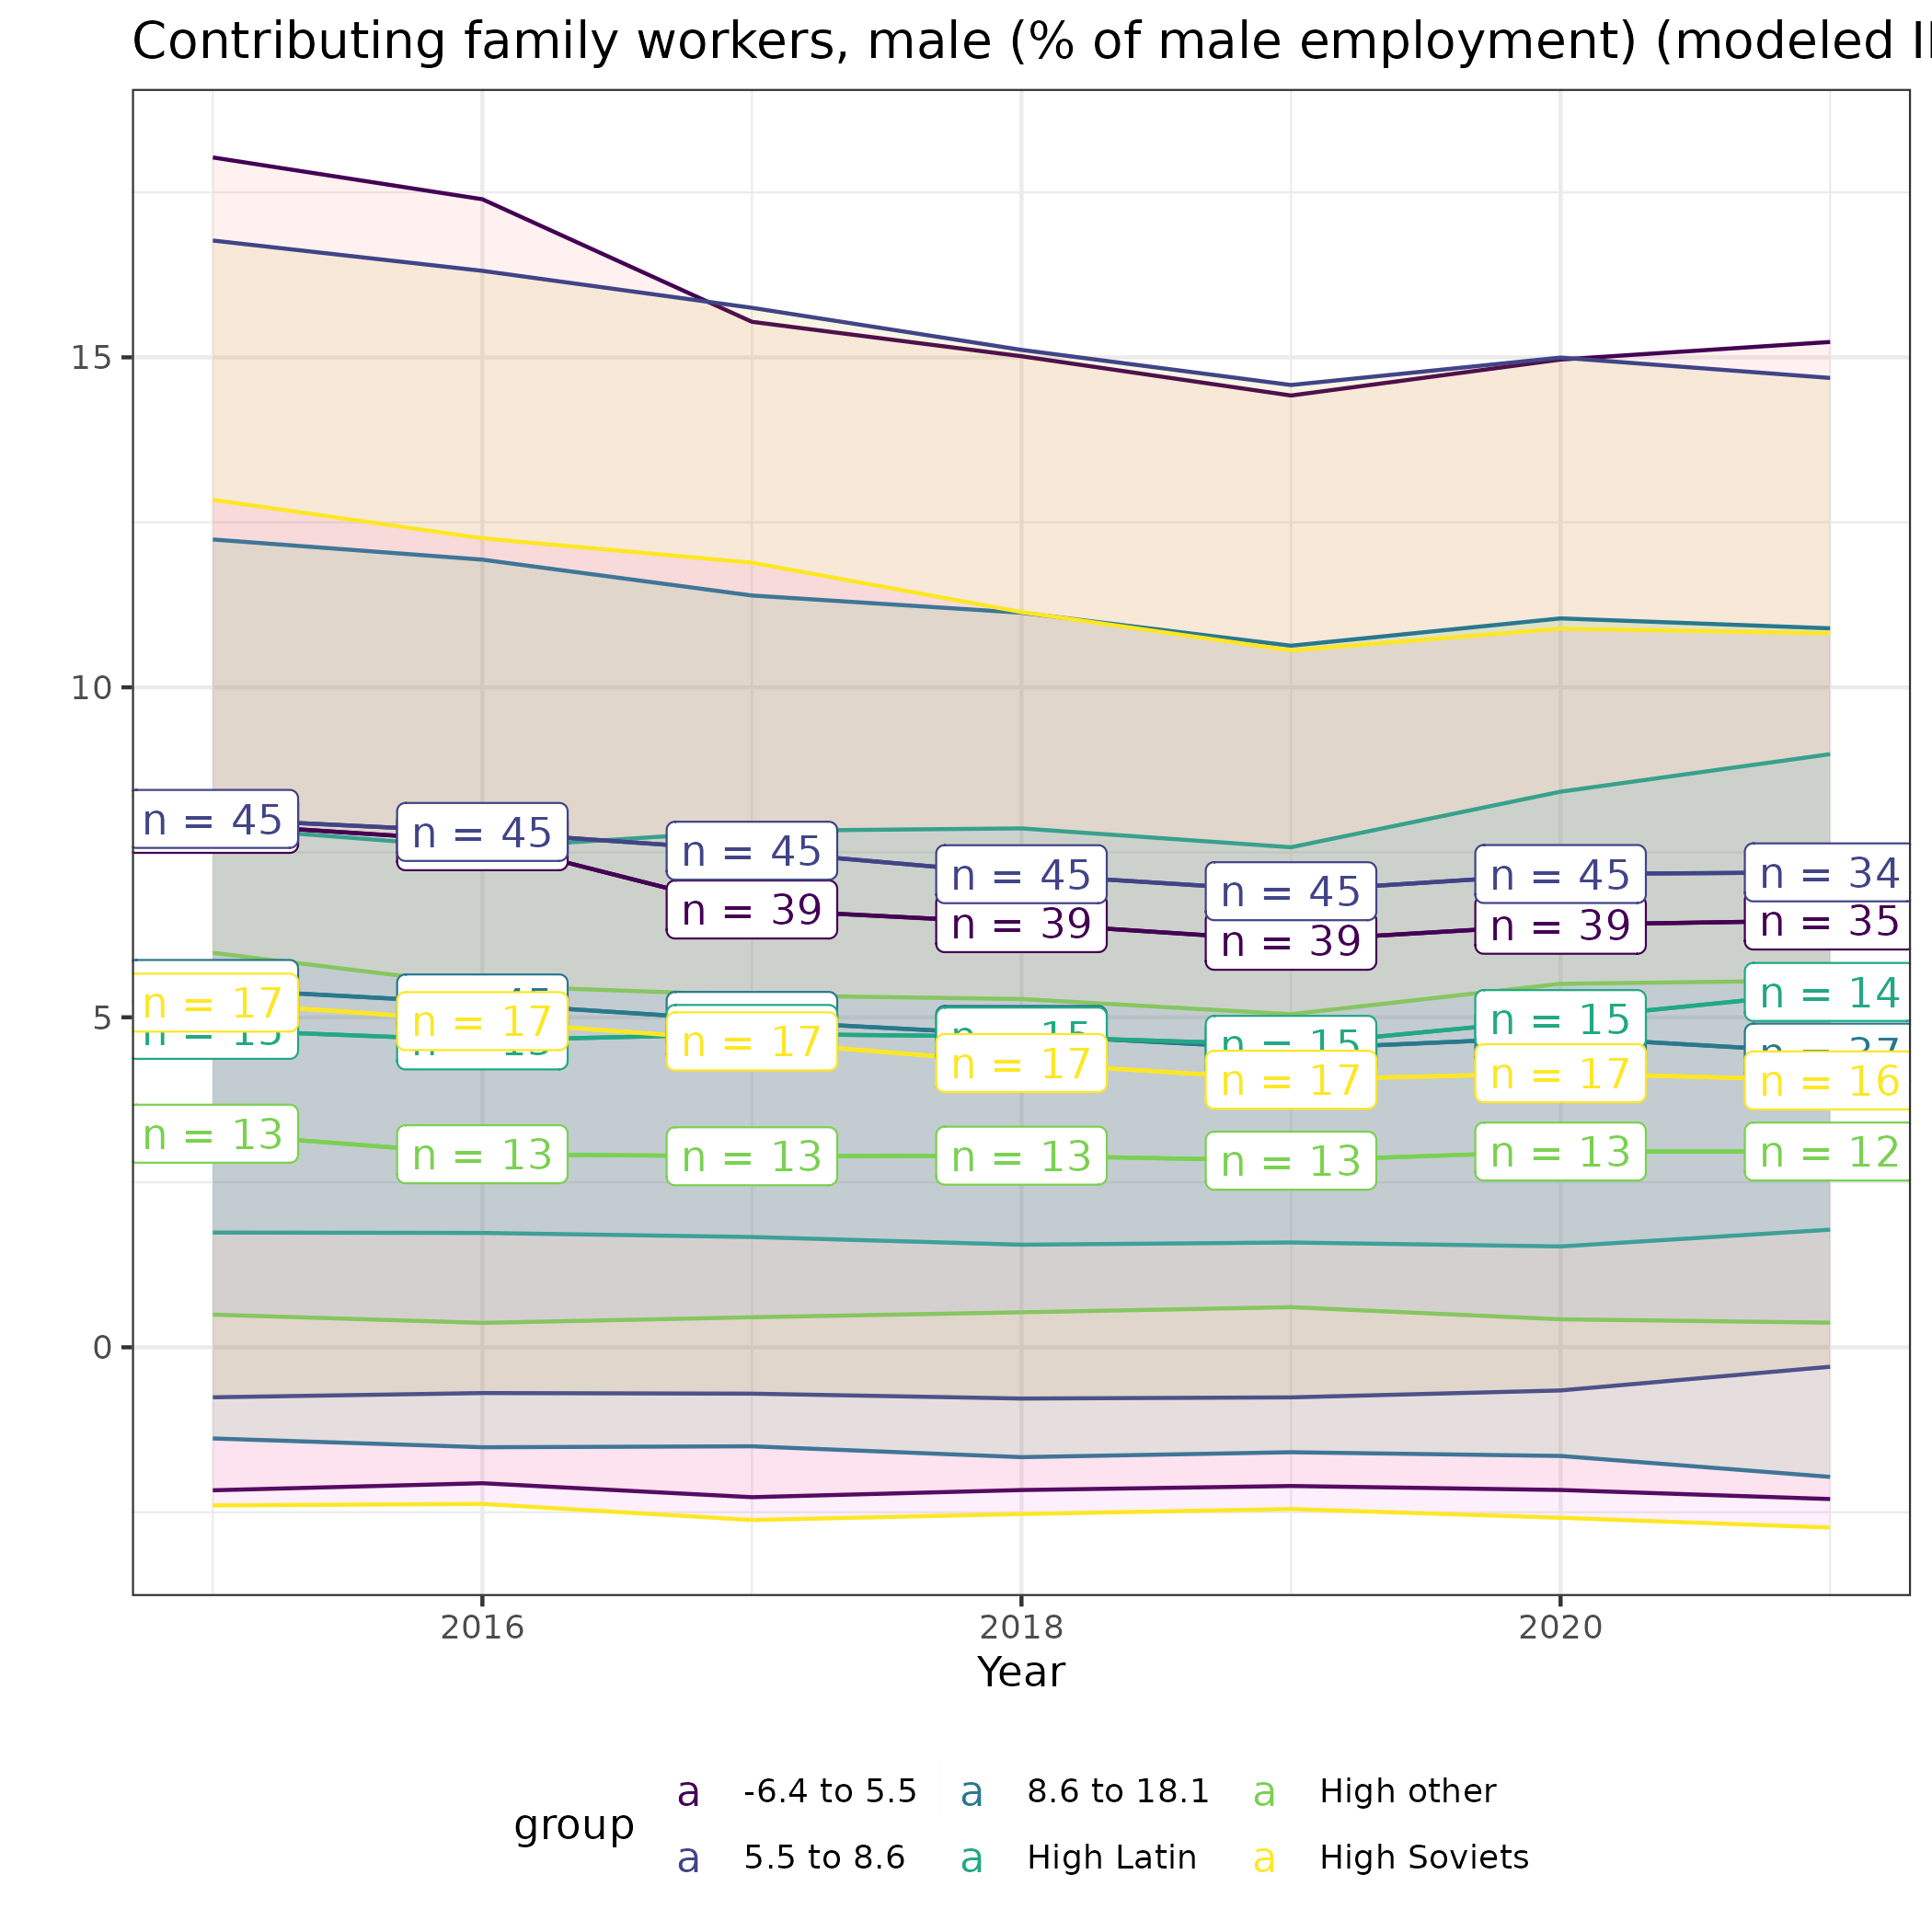 Contributing family workers, male (% of male employment) (modeled
15
10
5
0
n = 45
n = 45
n = 45
n = 45
n = 45
n = 45
n = 34
n = 39
n = 39
n = 39
n = 39
n = 35
n = 17
n = 15
n = 17
n = 17
n = 15
n = 17
n = 15
n = 17
n = 15
n = 17
n = 14
n = 16
n = 13
n = 13
n = 13
n = 13
n = 13
n = 13
n = 12
2016 2018 2020
Year
group
a -6.4 to 5.5 a 8.6 to 18.1 a High other
a 5.5 to 8.6 a High Latin a High Soviets